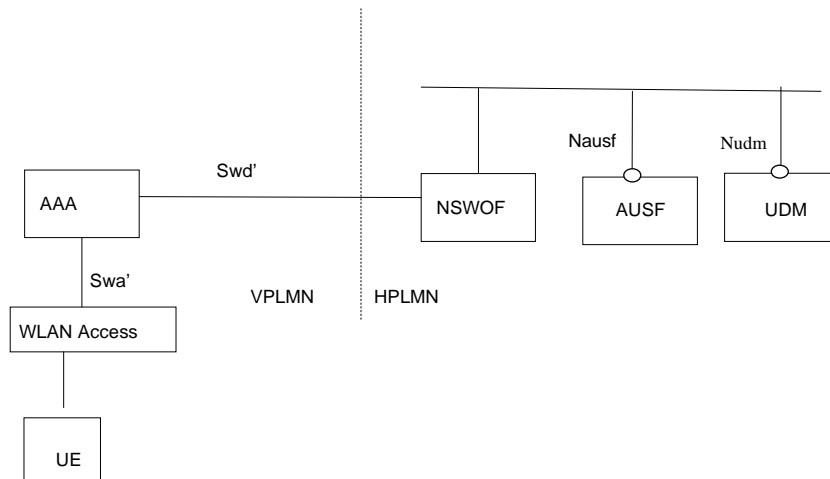 Swd’
Nausf
Nudm
AAA
NSWOF
AUSF
UDM
Swa’
VPLMN
HPLMN
WLAN Access
UE